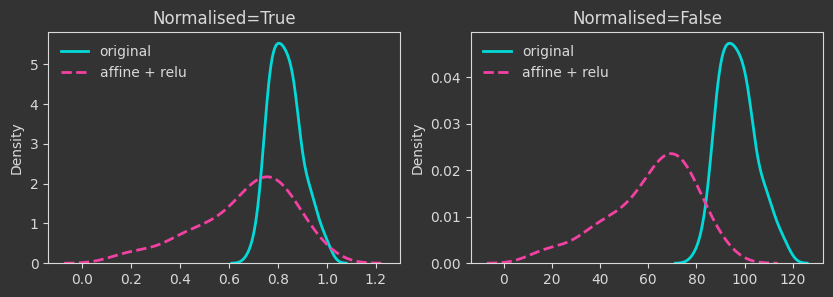 Normalised=True
original
affine + relu
Density
5
4
3
2
1
0
0.0 0.2 0.4 0.6 0.8 1.0 1.2
Normalised=False
original
affine + relu
Density
0.04
0.03
0.02
0.01
0.00
0 20 40 60 80 100 120